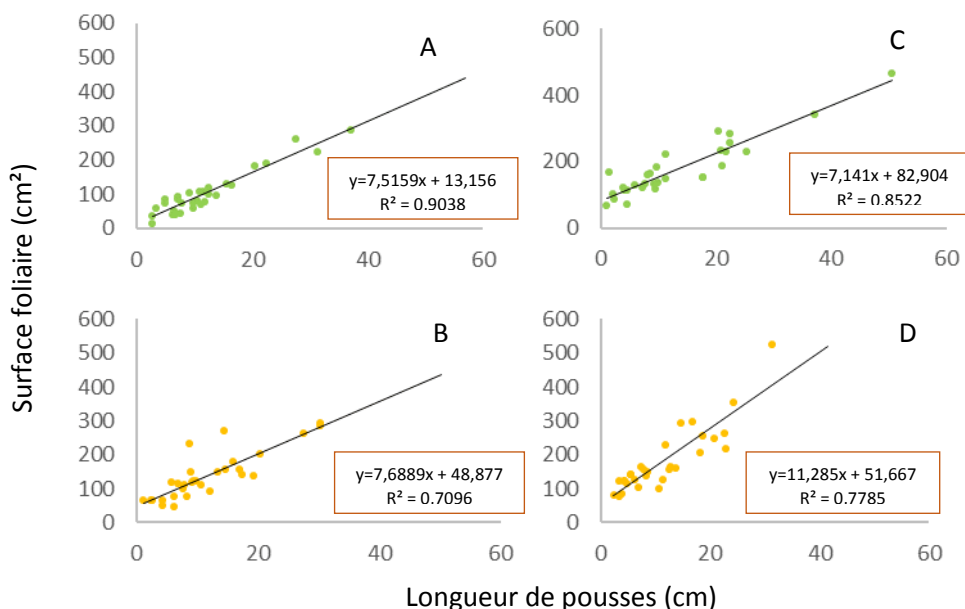 Surface foliaire (cm²)
600
500
400
300
200
100
0
0 20 40 60
A
y=7,5159x + 13,156
R² = 0.9038
600
400
200
0
0 20 40 60
C
y=7,141x + 82,904
R² = 0.8522
600
500
400
300
200
100
0
0 20 40 60
B
y=7,6889x + 48,877
R² = 0.7096
600
500
400
300
200
100
0
0 20 40 60
D
y=11,285x + 51,667
R² = 0.7785
Longueur de pousses (cm)